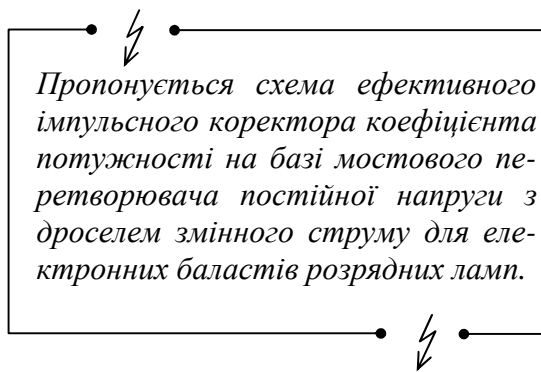 Пропонується схема ефективного
імпульсного коректора коефіцієнта
потужності на базі мостового пе-
ретворювача постійної напруги з
дроселем змінного струму для еле-
ктронних баластів розрядних ламп.